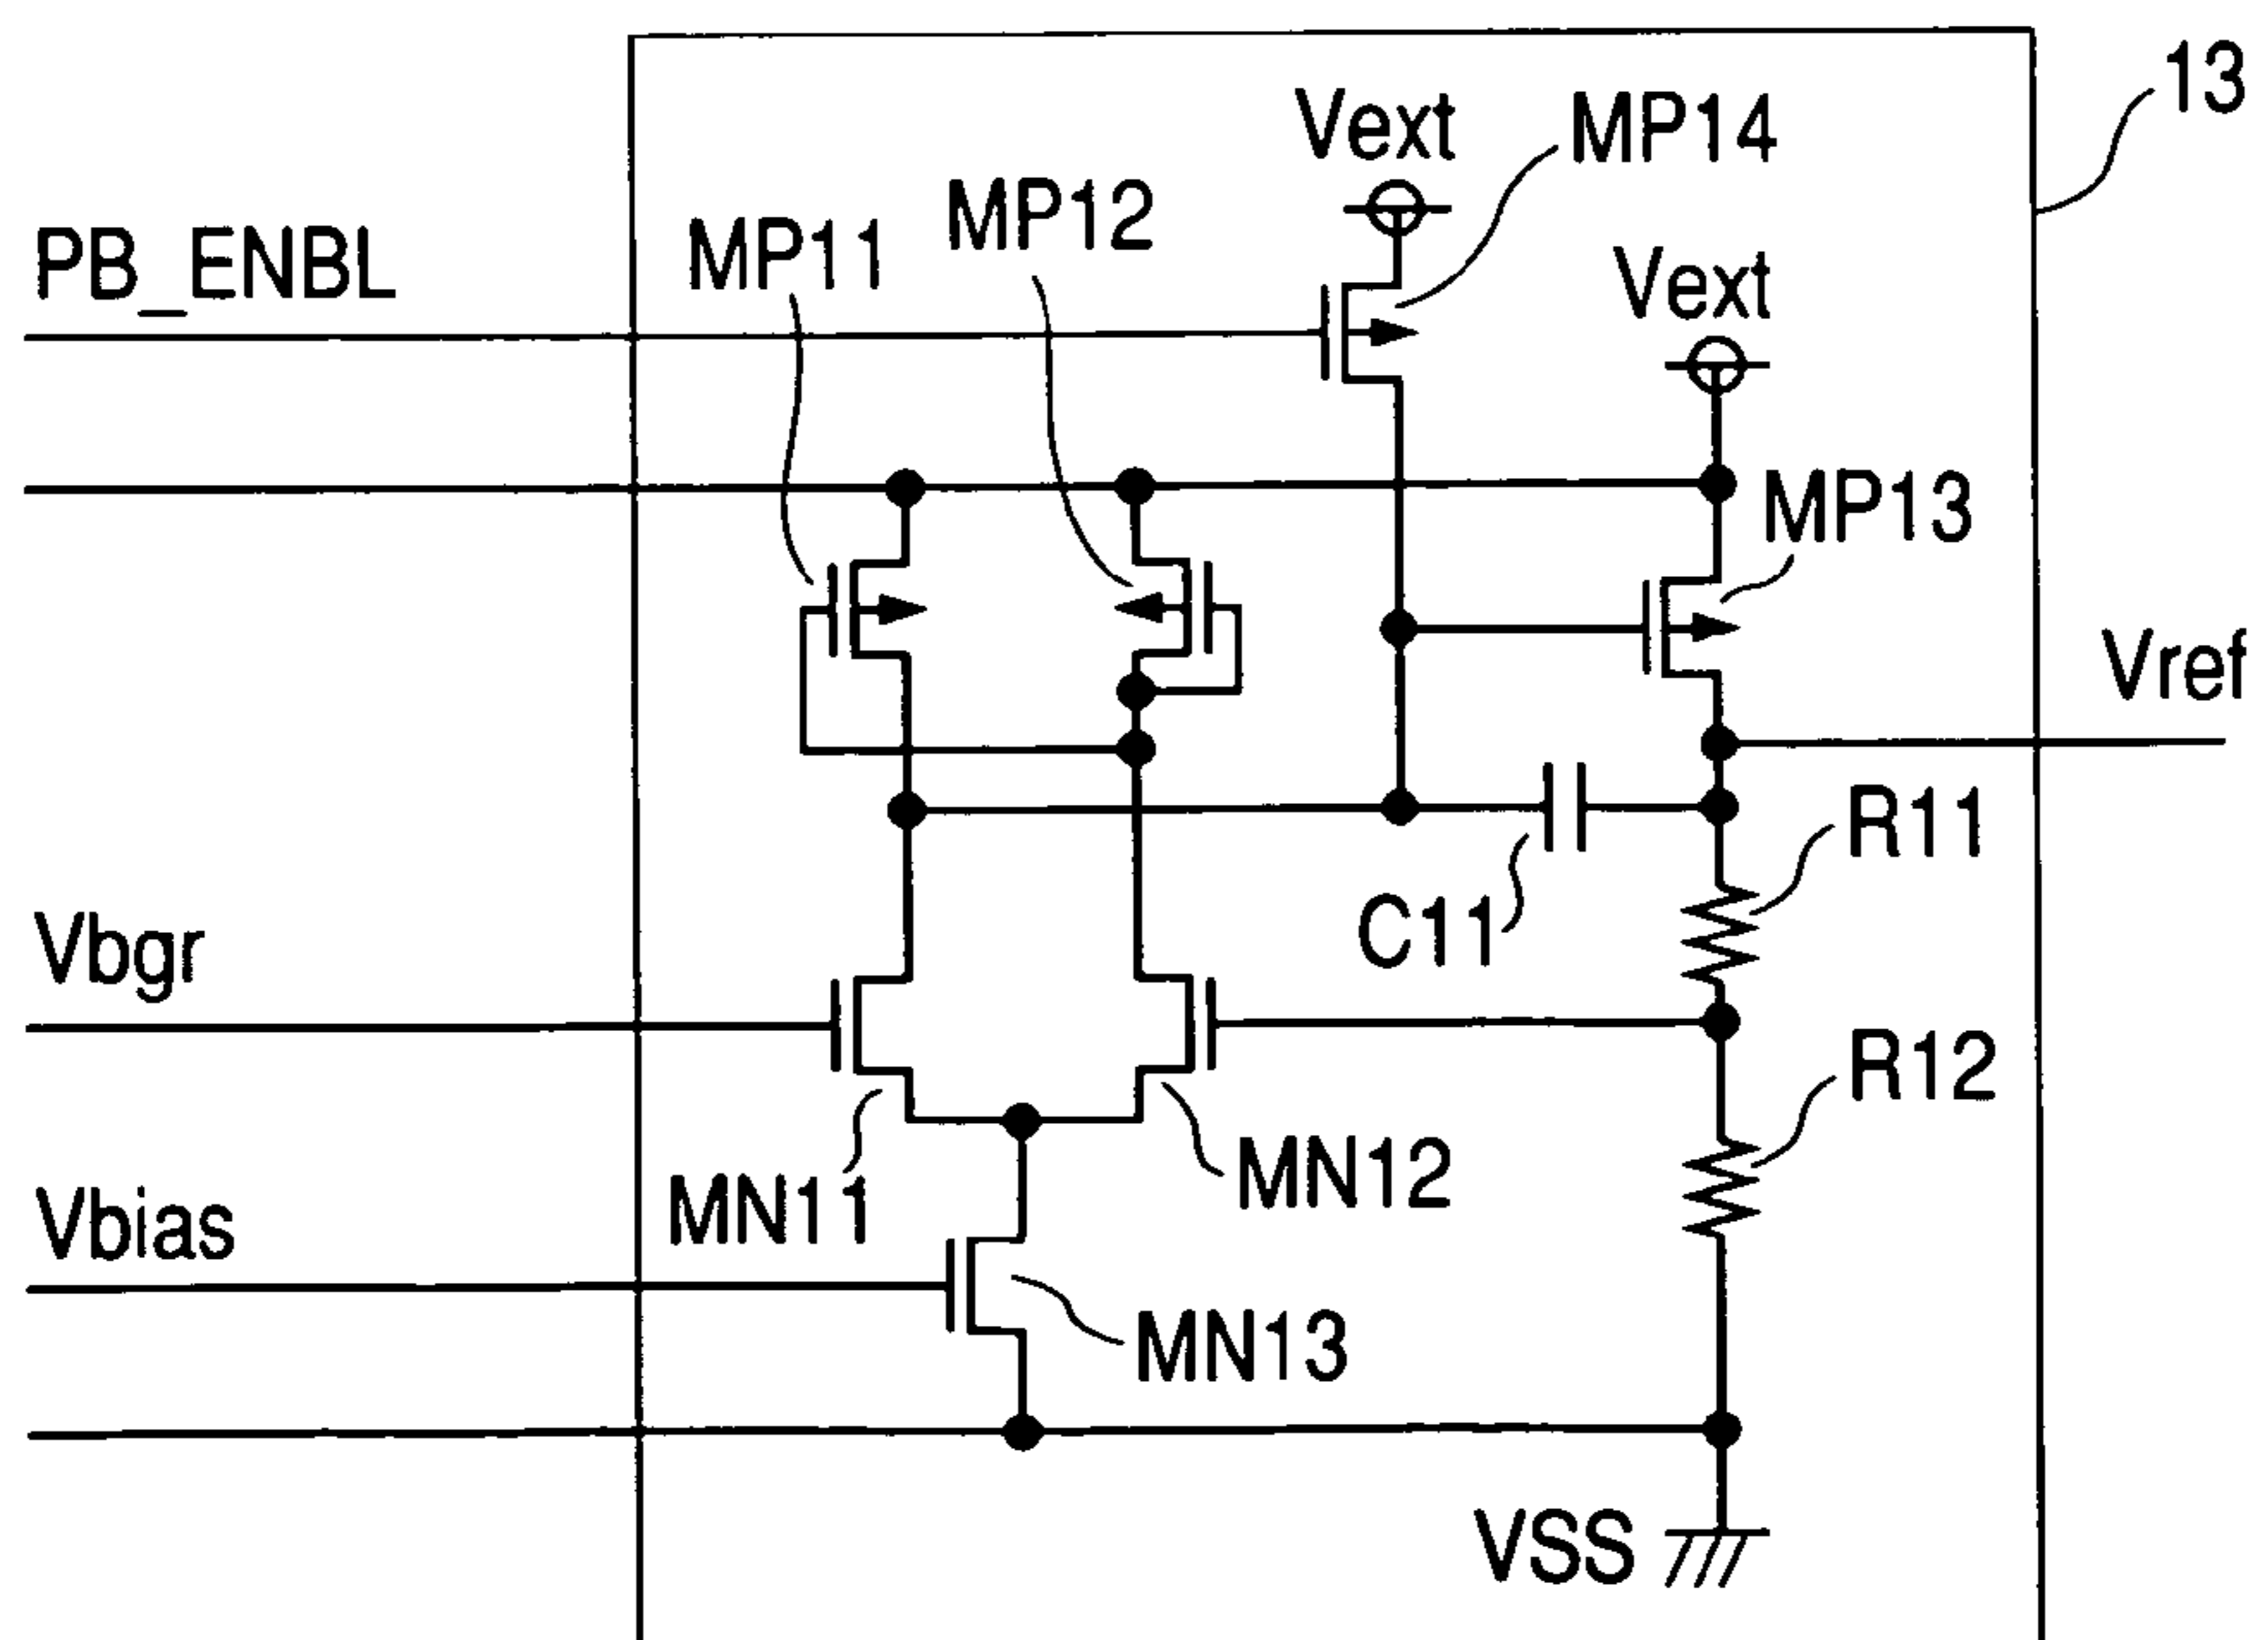 13
Vext
MP14
MP12
MP11
PB_ENBL
Vext
MP13
Vref
R11
C11
Vbgr
R12
MN12
MN11
Vbias
MN13
VSS